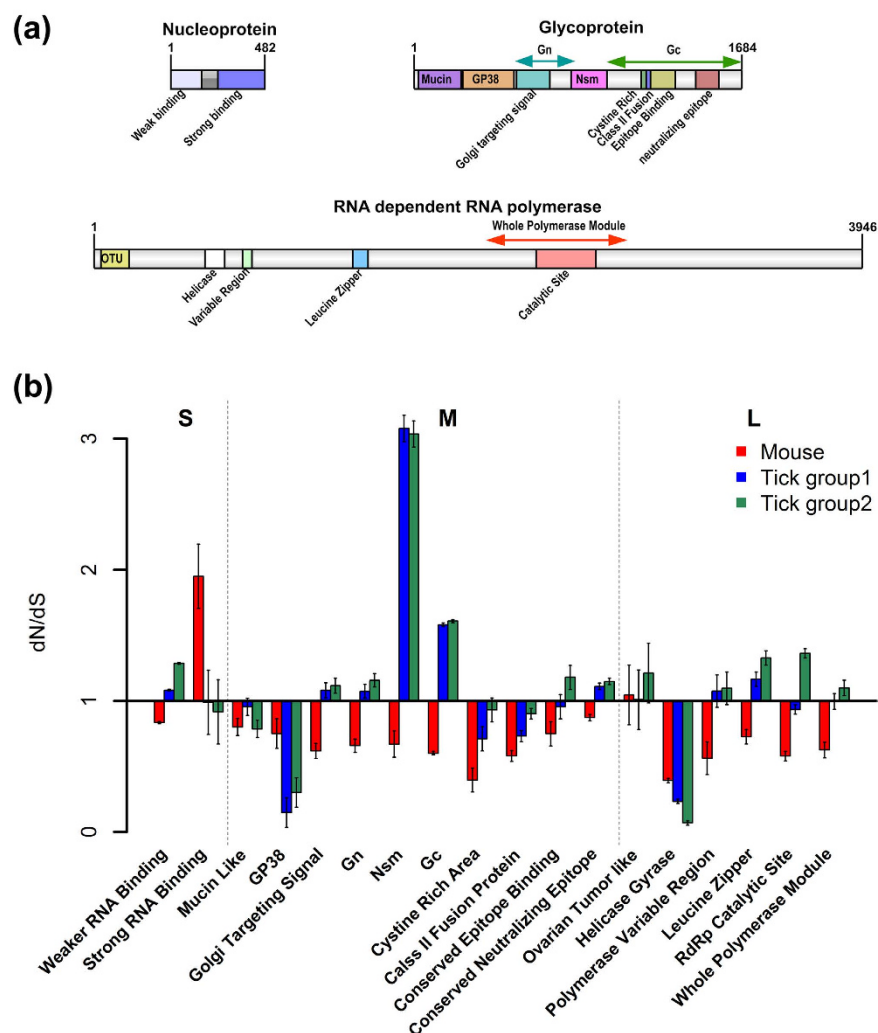 (a)
Nucleoprotein
1 482
Weak binding
Strong binding
Glycoprotein
1 Gn Gc 1684
Mucin GP38 Nsm
Golgi targeting signal
Cystine Rich
Class II Fusion
Epitope Binding
neutralizing epitope
RNA dependent RNA polymerase
1 Whole Polymerase Module 3946
OTU
Helicase
Variable Region
Leucine Zipper
Catalytic Site
(b)
S M L
Mouse
Tick group1
Tick group2
dN/dS
3
2
1
0
Weaker RNA Binding
Strong RNA Binding
Mucin Like
GP38
Golgi Targeting Signal
Gn
Nsm
Gc
Cystine Rich Area
Calss II Fusion Protein
Conserved Epitope Binding
Conserved Neutralizing Epitope
Ovarian Tumor like
Helicase Gyrase
Polymerase Variable Region
Leucine Zipper
RdRp Catalytic Site
Whole Polymerase Module